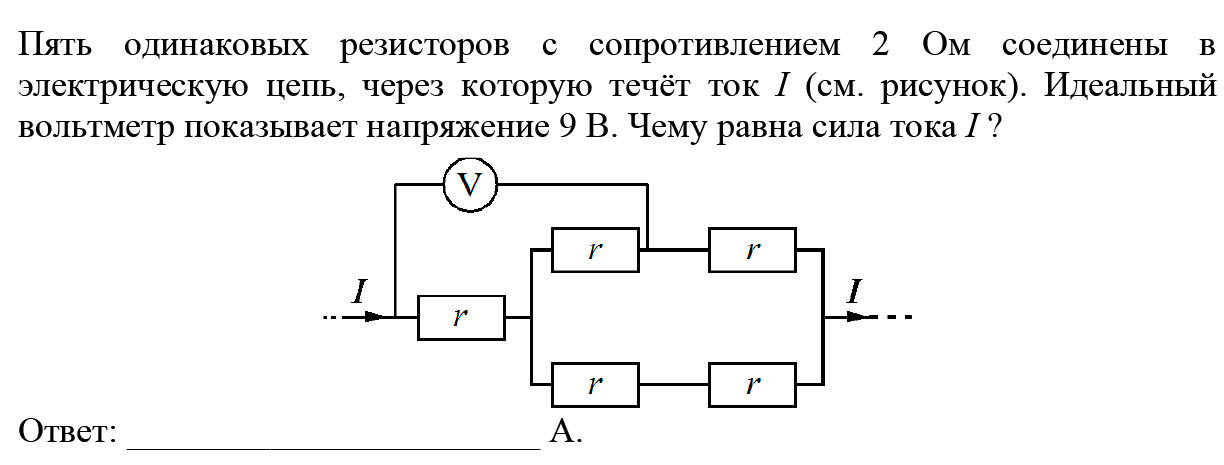 Пять одинаковых резисторов с сопротивлением 2 Ом соединены в
электрическую цепь, через которую течёт ток I (см. рисунок). Идеальный
вольтметр показывает напряжение 9 В. Чему равна сила тока I ?
V
r r
I I
r
r r
Ответ: _______________________ А.